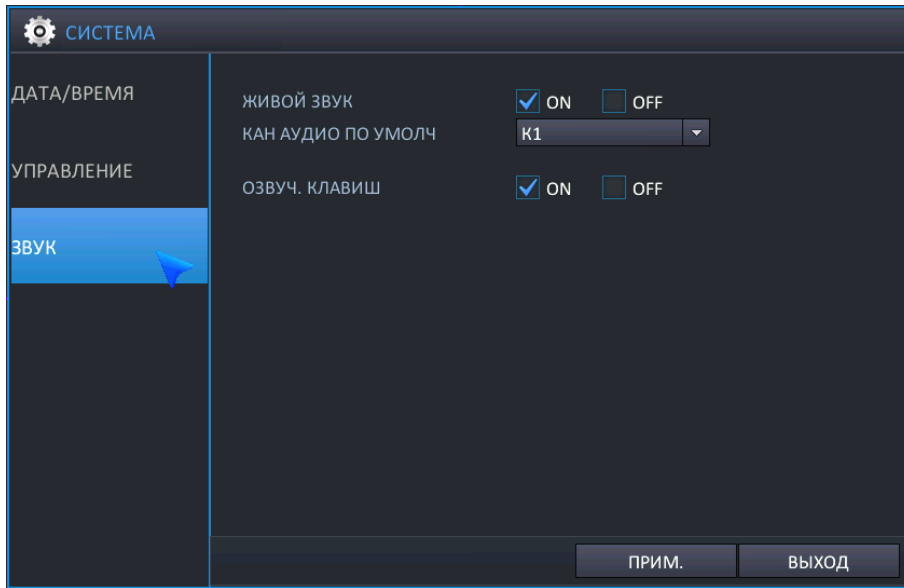 СИСТЕМА
ДАТА/ВРЕМЯ
УПРАВЛЕНИЕ
ЗВУК
ЖИВОЙ ЗВУК ON OFF
КАН АУДИО ПО УМОЛЧ К1
ОЗВУЧ. КЛАВИШ ON OFF
ПРИМ. ВЫХОД